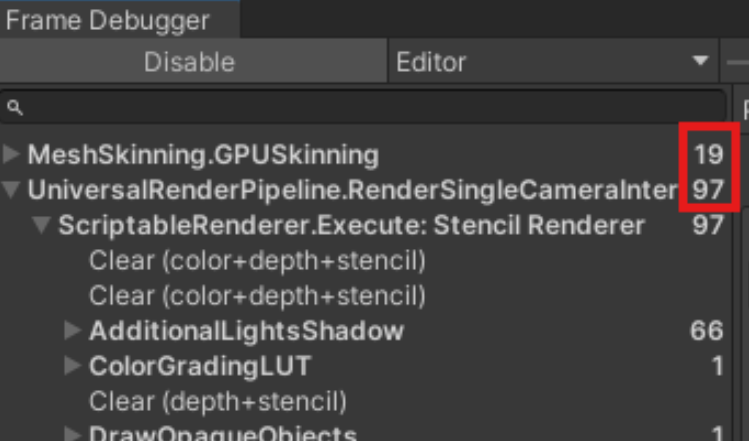 Frame Debugger
Disable Editor
MeshSkinning.GPUSkinning 19
UniversalRenderPipeline.RenderSingleCameraInter 97
ScriptableRenderer.Execute: Stencil Renderer 97
Clear (color+depth+stencil)
Clear (color+depth+stencil)
AdditionalLightsShadow 66
ColorGradingLUT 1
Clear (depth+stencil)
DrawOpaqueObjects 1